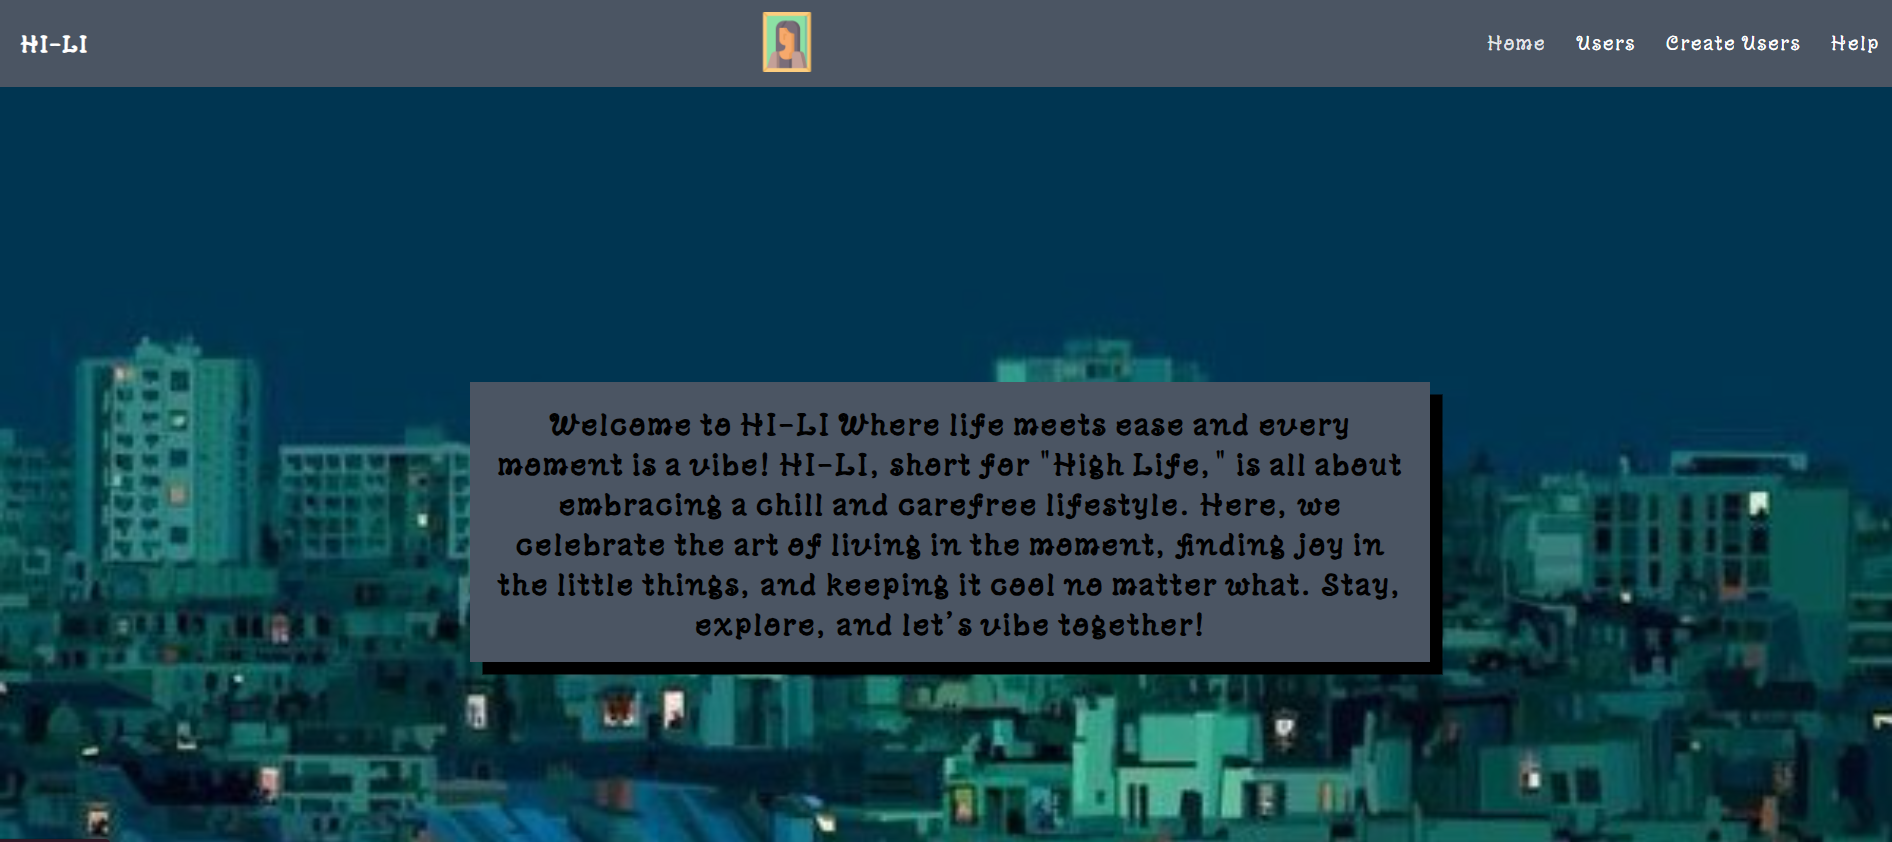 HI-LI
Home Users Create Users Help
Welcome to HI-LI Where life meets ease and every
moment is a vibe! HI-LI, short for "High Life," is all about
embracing a chill and carefree lifestyle. Here, we
celebrate the art of living in the moment, finding joy in
the little things, and keeping it cool no matter what. Stay,
explore, and let's vibe together!